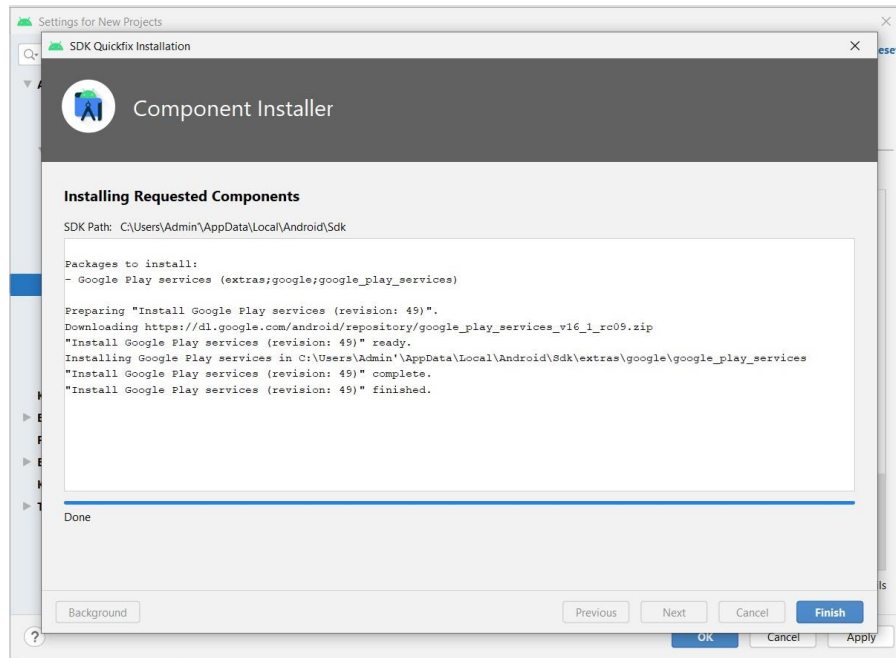 Settings for New Projects
SDK Quickfix Installation
Component Installer
Installing Requested Components
SDK Path: C:\Users\Admin'\AppData\Local\Android\Sdk
Packages to install:
- Google Play services (extras;google;google_play_services)
Preparing "Install Google Play services (revision: 49)".
Downloading https://dl.google.com/android/repository/google_play_services_v16_1_rc09.zip
"Install Google Play services (revision: 49)" ready.
Installing Google Play services in C:\Users\Admin'\AppData\Local\Android\Sdk\extras\google\google_play_services
"Install Google Play services (revision: 49)" complete.
"Install Google Play services (revision: 49)" finished.
Done
Background Previous Next Cancel Finish
? OK Cancel Apply